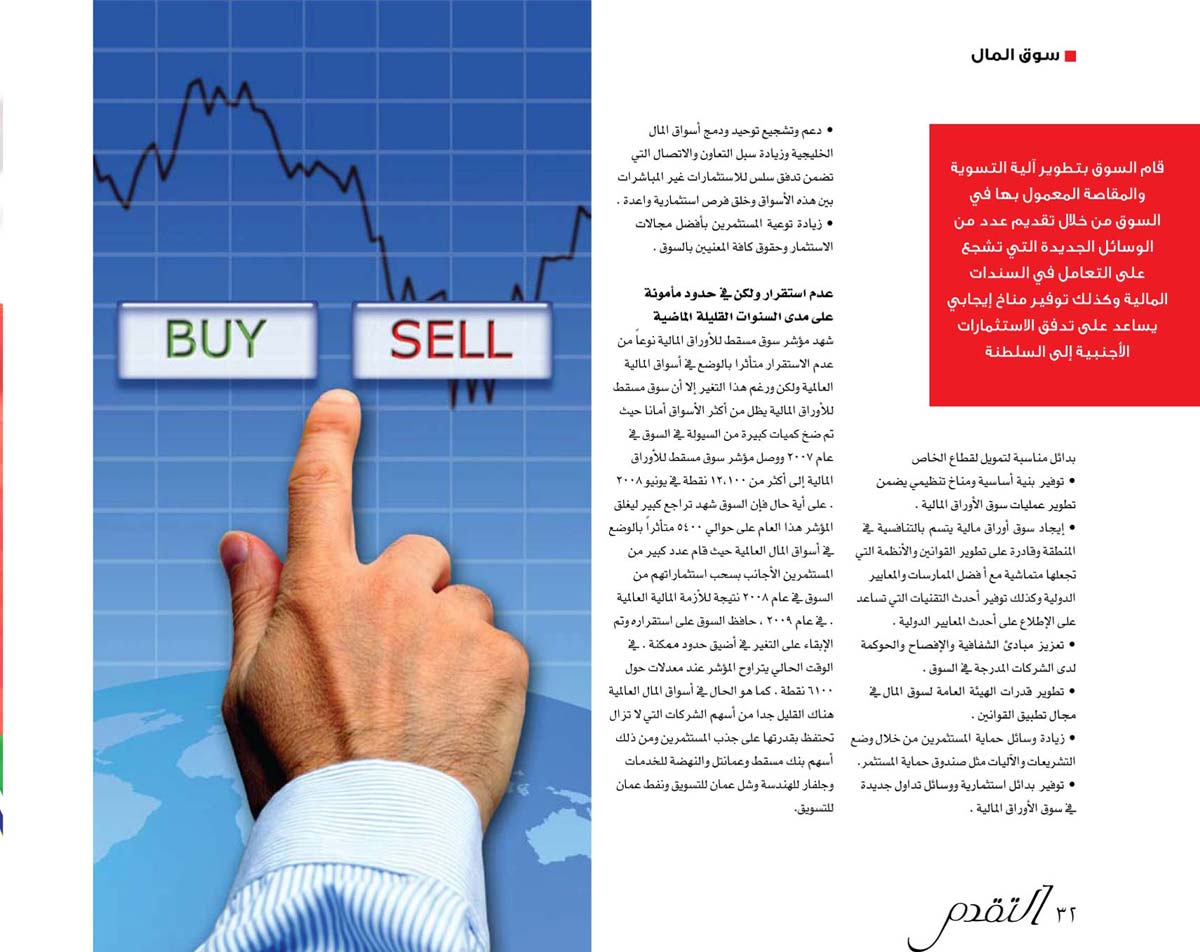 سوق المال
قام السوق بتطوير آلية التسوية
والمقاصة المعمول بها في
السوق من خلال تقديم عدد من
الوسائل الجديدة التي تشجع
على التعامل في السندات
المالية وكذلك توفير مناخ إيجابي
يساعد على تدفق الاستثمارات
الأجنبية إلى السلطنة
بدائل مناسبة لتمويل لقطاع الخاص
• توفير بنية أساسية ومناخ تنظيمي يضمن
تطوير عمليات سوق الأوراق المالية .
• إيجاد سوق أوراق مالية يتسم بالتنافسية في
المنطقة وقادرة على تطوير القوانين والأنظمة التي
تجعلها متماشية مع أفضل الممارسات والمعايير
الدولية وكذلك توفير أحدث التقنيات التي تساعد
على الإطلاع على أحدث المعايير الدولية .
• تعزيز مبادئ الشفافية والإفصاح والحوكمة
لدى الشركات المدرجة في السوق .
• تطوير قدرات الهيئة العامة لسوق المال في
مجال تطبيق القوانين .
• زيادة وسائل حماية المستثمرين من خلال وضع
التشريعات والآليات مثل صندوق حماية المستثمر.
• توفير بدائل استثمارية ووسائل تداول جديدة
في سوق الأوراق المالية .
• دعم وتشجيع توحيد ودمج أسواق المال
الخليجية وزيادة سبل التعاون والاتصال التي
تضمن تدفق سلس للاستثمارات غير المباشرات
بين هذه الأسواق وخلق فرص استثمارية واعدة .
• زيادة توعية المستثمرين بأفضل مجالات
الاستثمار وحقوق كافة المعنيين بالسوق .
عدم استقرار ولكن في حدود مأمونة
على مدى السنوات القليلة الماضية
شهد مؤشر سوق مسقط للأوراق المالية نوعاً من
عدم الاستقرار متأثرا بالوضع في أسواق المالية
العالمية ولكن ورغم هذا التغير إلا أن سوق مسقط
للأوراق المالية يظل من أكثر الأسواق أمانا حيث
تم ضخ كميات كبيرة من السيولة في السوق في
عام ٢٠٠٧ ووصل مؤشر سوق مسقط للأوراق
المالية إلى أكثر من ١٢،١٠٠ نقطة في يونيو ٢٠٠٨
. على أية حال فإن السوق شهد تراجع كبير ليغلق
المؤشر هذا العام على حوالي ٥٤٠٠ متأثراً بالوضع
في أسواق المال العالمية حيث قام عدد كبير من
المستثمرين الأجانب بسحب استثماراتهم من
السوق في عام ٢٠٠٨ نتيجة للأزمة المالية العالمية
. في عام ٢٠٠٩ ، حافظ السوق على استقراره وتم
الإبقاء على التغير في أضيق حدود ممكنة . في
الوقت الحالي يتراوح المؤشر عند معدلات حول
٦١٠٠ نقطة . كما هو الحال في أسواق المال العالمية
هناك القليل جدا من أسهم الشركات التي لا تزال
تحتفظ بقدرتها على جذب المستثمرين ومن ذلك
أسهم بنك مسقط وعمانتل والنهضة للخدمات
وجلفار للهندسة وشل عمان للتسويق ونفط عمان
للتسويق.
BUY
SELL
٣٢ التقدم